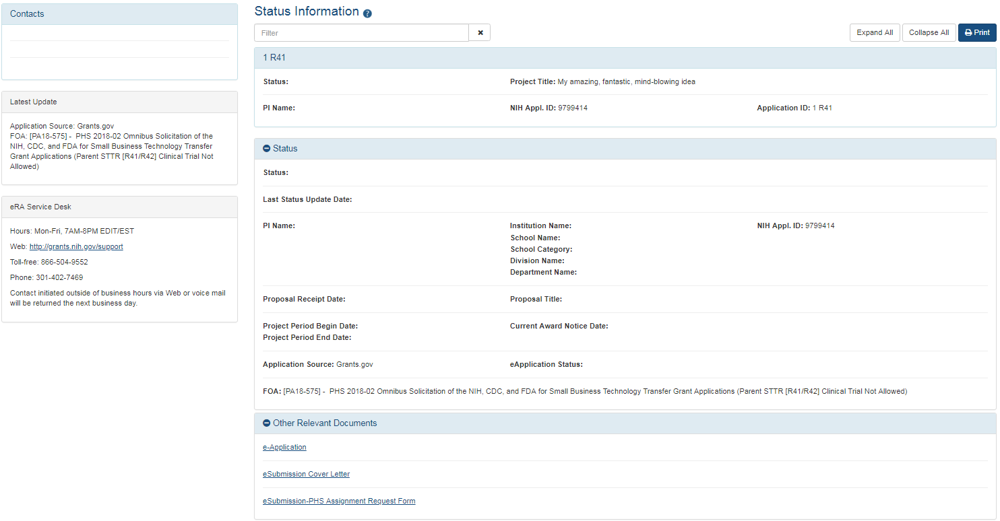 Contacts
Latest Update
Application Source: Grants.gov
FOA: [PA18-575] - PHS 2018-02 Omnibus Solicitation of the
NIH, CDC, and FDA for Small Business Technology Transfer
Grant Applications (Parent STTR [R41/R42] Clinical Trial Not
Allowed)
eRA Service Desk
Hours: Mon-Fri, 7AM-8PM EDIT/EST
Web: http://grants.nih.gov/support
Toll-free: 866-504-9552
Phone: 301-402-7469
Contact initiated outside of business hours via Web or voice mail
will be returned the next business day.
Status Information ?
Filter
Expand All Collapse All Print
1 R41
Status: Project Title: My amazing, fantastic, mind-blowing idea
PI Name: NIH Appl. ID: 9799414 Application ID: 1 R41
Status
Status:
Last Status Update Date:
PI Name: Institution Name: NIH Appl. ID: 9799414
School Name:
School Category:
Division Name:
Department Name:
Proposal Receipt Date: Proposal Title:
Project Period Begin Date: Current Award Notice Date:
Project Period End Date:
Application Source: Grants.gov eApplication Status:
FOA: [PA18-575] - PHS 2018-02 Omnibus Solicitation of the NIH, CDC, and FDA for Small Business Technology Transfer Grant Applications (Parent STTR [R41/R42] Clinical Trial Not Allowed)
Other Relevant Documents
e-Application
eSubmission Cover Letter
eSubmission-PHS Assignment Request Form